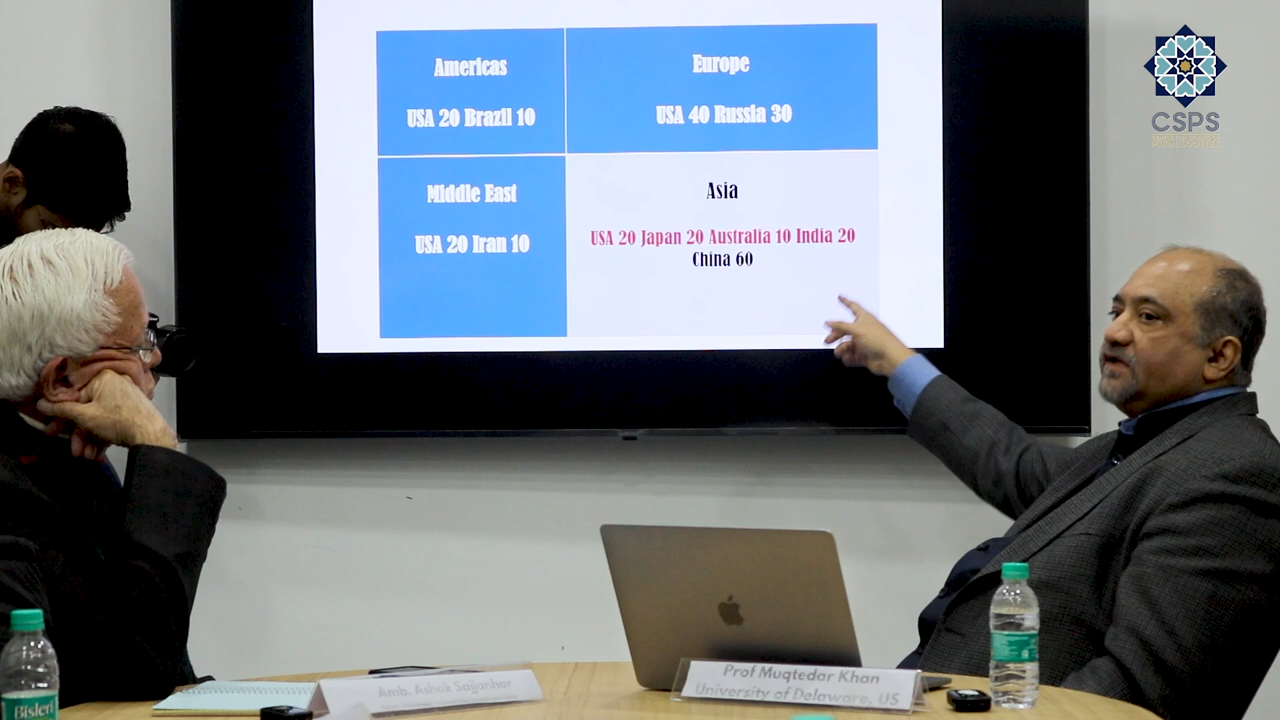 Americas
USA 20 Brazil 10
Europe
USA 40 Russia 30
Middle East
USA 20 Iran 10
Asia
USA 20 Japan 20 Australia 10 India 20
China 60
CSPS
Amb. Ashok Sajjanhar
Prof Muqtedar Khan
University of Delaware, US
Bisleri